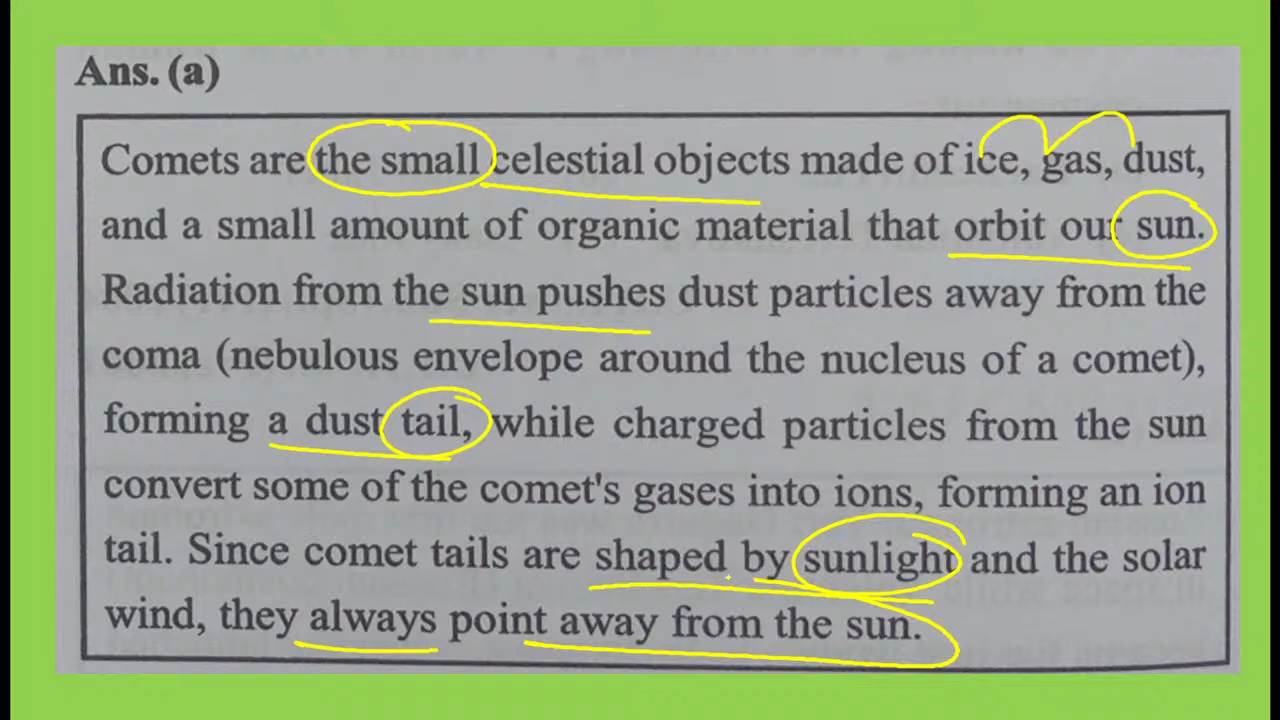 Ans. (a)
Comets are the small celestial objects made of ice, gas, dust,
and a small amount of organic material that orbit our sun.
Radiation from the sun pushes dust particles away from the
coma (nebulous envelope around the nucleus of a comet),
forming a dust tail, while charged particles from the sun
convert some of the comet's gases into ions, forming an ion
tail. Since comet tails are shaped by sunlight and the solar
wind, they always point away from the sun.